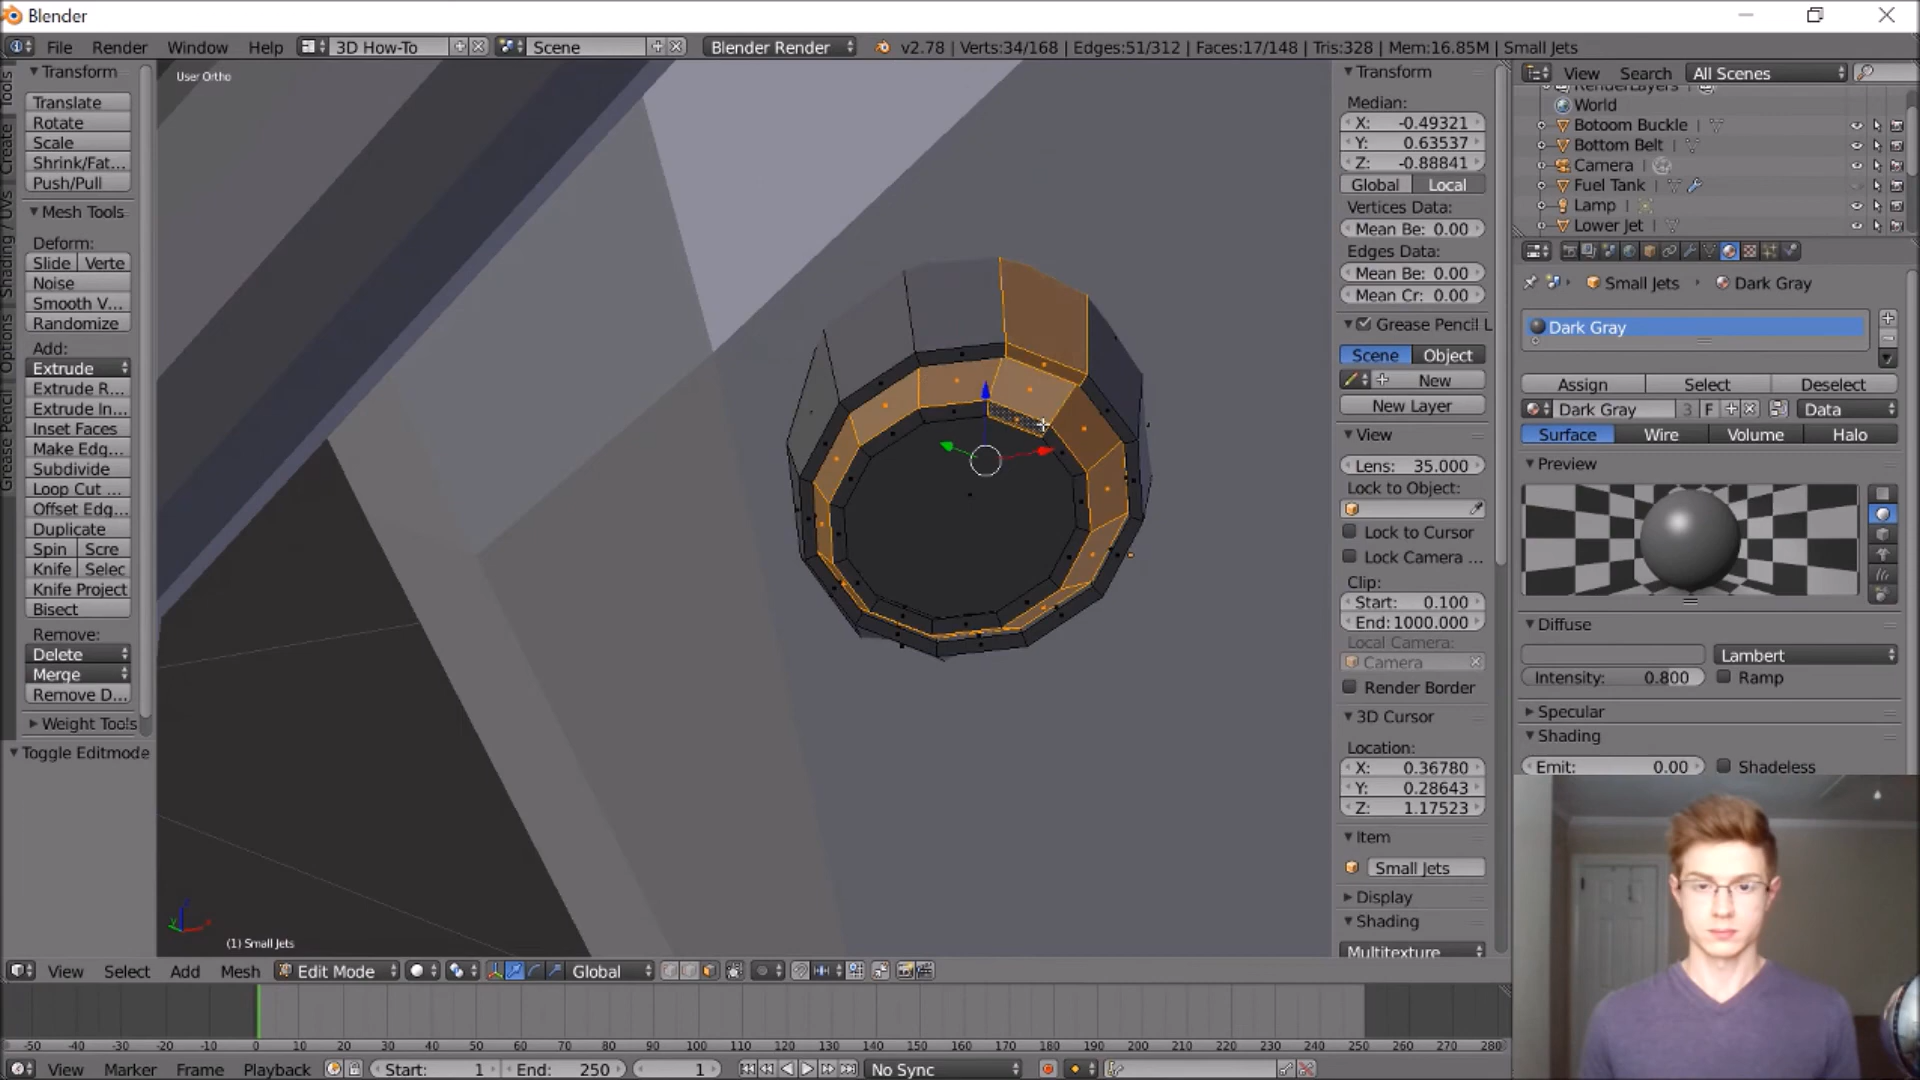 Blender
File Render Window Help 3D How-To Scene Blender Render v2.78 | Verts:34/168 | Edges:51/312 | Faces:17/148 | Tris:328 | Mem:16.85M | Small Jets
Tools
Create
Shading / UVs
Options
Grease Pencil
Transform
Translate
Rotate
Scale
Shrink/Fat...
Push/Pull
Mesh Tools
Deform:
Slide Verte
Noise
Smooth V...
Randomize
Add:
Extrude
Extrude R...
Extrude In...
Inset Faces
Make Edg...
Subdivide
Loop Cut ...
Offset Edg...
Duplicate
Spin Scre
Knife Selec
Knife Project
Bisect
Remove:
Delete
Merge
Remove D...
Weight Tools
Toggle Editmode
User Ortho
(1) Small Jets
Transform
Median:
X: -0.49321
Y: 0.63537
Z: -0.88841
Global Local
Vertices Data:
Mean Be: 0.00
Edges Data:
Mean Be: 0.00
Mean Cr: 0.00
Grease Pencil L
Scene Object
New
New Layer
View
Lens: 35.000
Lock to Object:
Lock to Cursor
Lock Camera ...
Clip:
Start: 0.100
End: 1000.000
Local Camera:
Camera
Render Border
3D Cursor
Location:
X: 0.36780
Y: 0.28643
Z: 1.17523
Item
Small Jets
Display
Shading
Multitexture
View Search All Scenes
RenderLayers
World
Botoom Buckle
Bottom Belt
Camera
Fuel Tank
Lamp
Lower Jet
Small Jets Dark Gray
Dark Gray
Assign Select Deselect
Dark Gray 3 F Data
Surface Wire Volume Halo
Preview
Diffuse
Lambert
Intensity: 0.800 Ramp
Specular
Shading
Emit: 0.00 Shadeless
View Select Add Mesh Edit Mode Global
-50 -40 -30 -20 -10 0 10 20 30 40 50 60 70 80 90 100 110 120 130 140 150 160 170 180 190 200 210 220 230 240 250 260 270 280
View Marker Frame Playback Start: 1 End: 250 1 No Sync